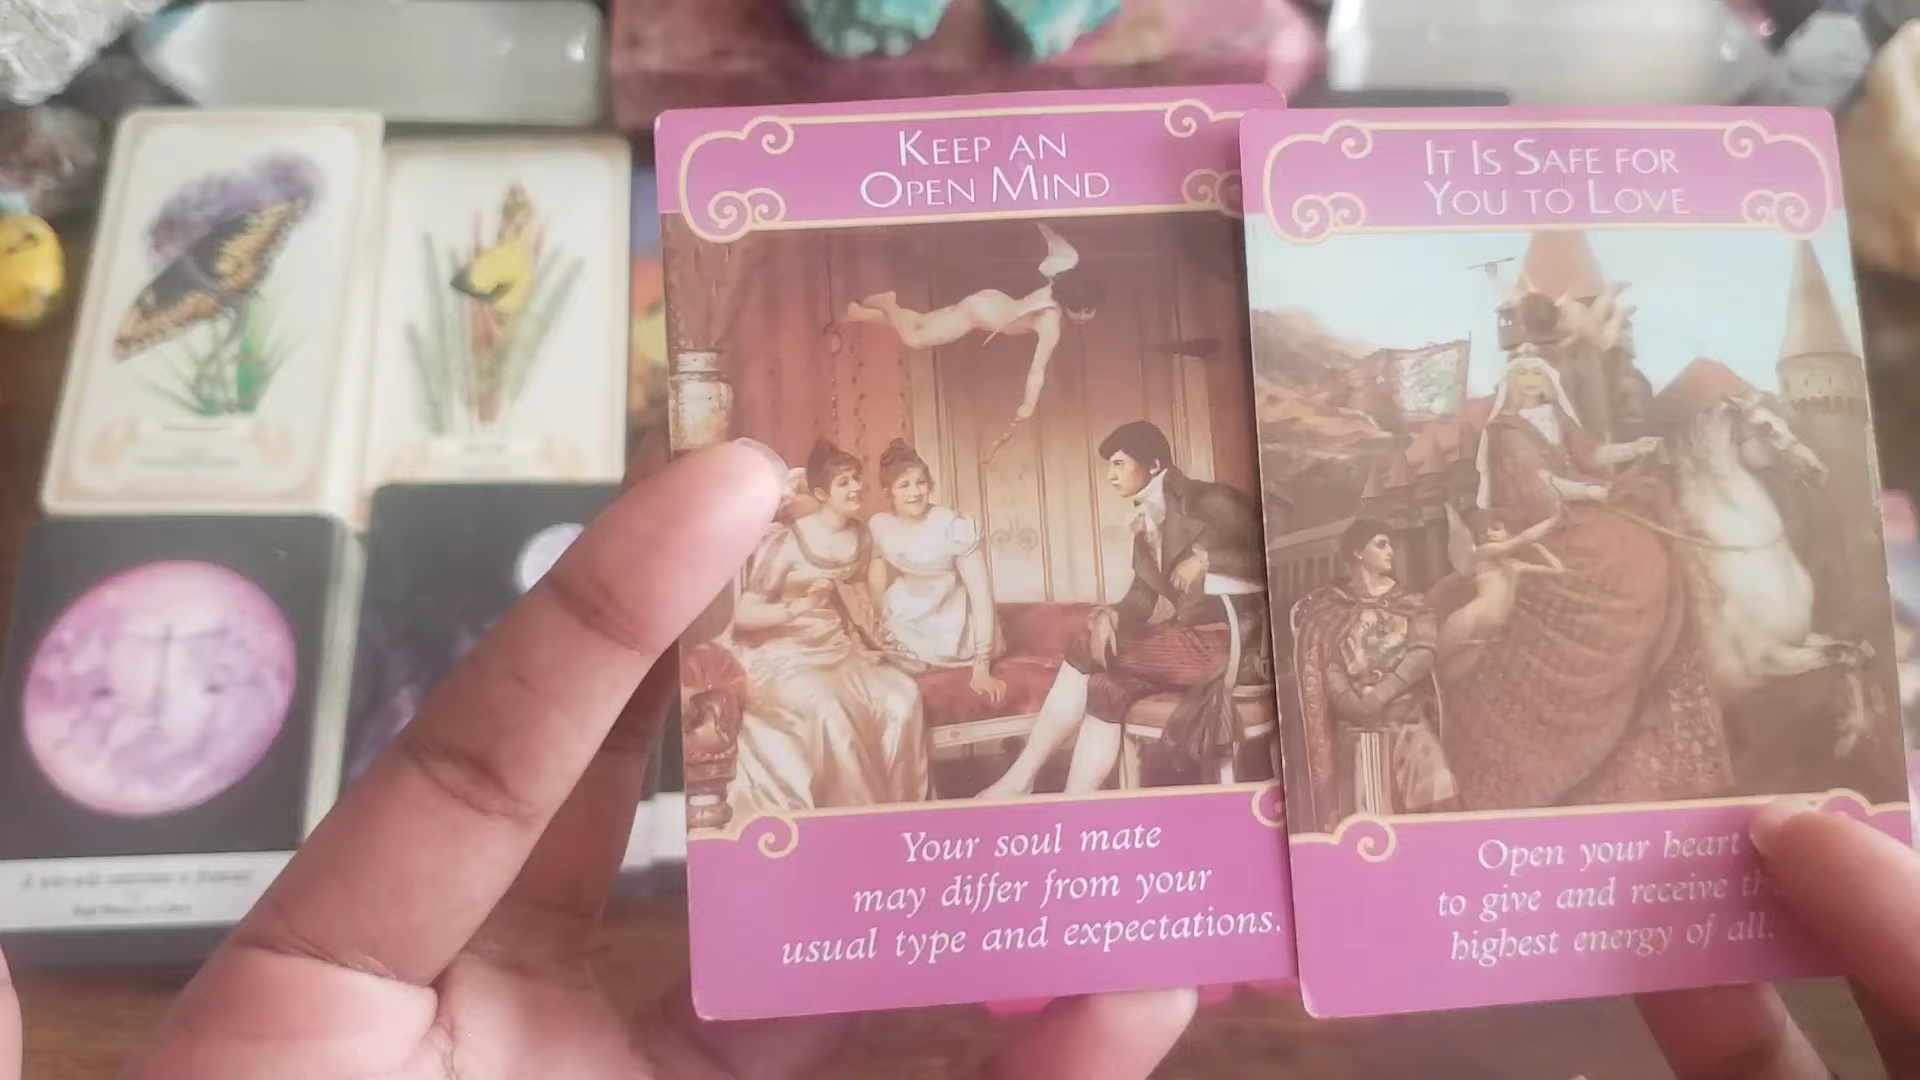 KEEP AN
OPEN MIND
Your soul mate
may differ from your
usual type and expectations.
IT IS SAFE FOR
YOU TO LOVE
Open your heart
to give and receive
highest energy of all.